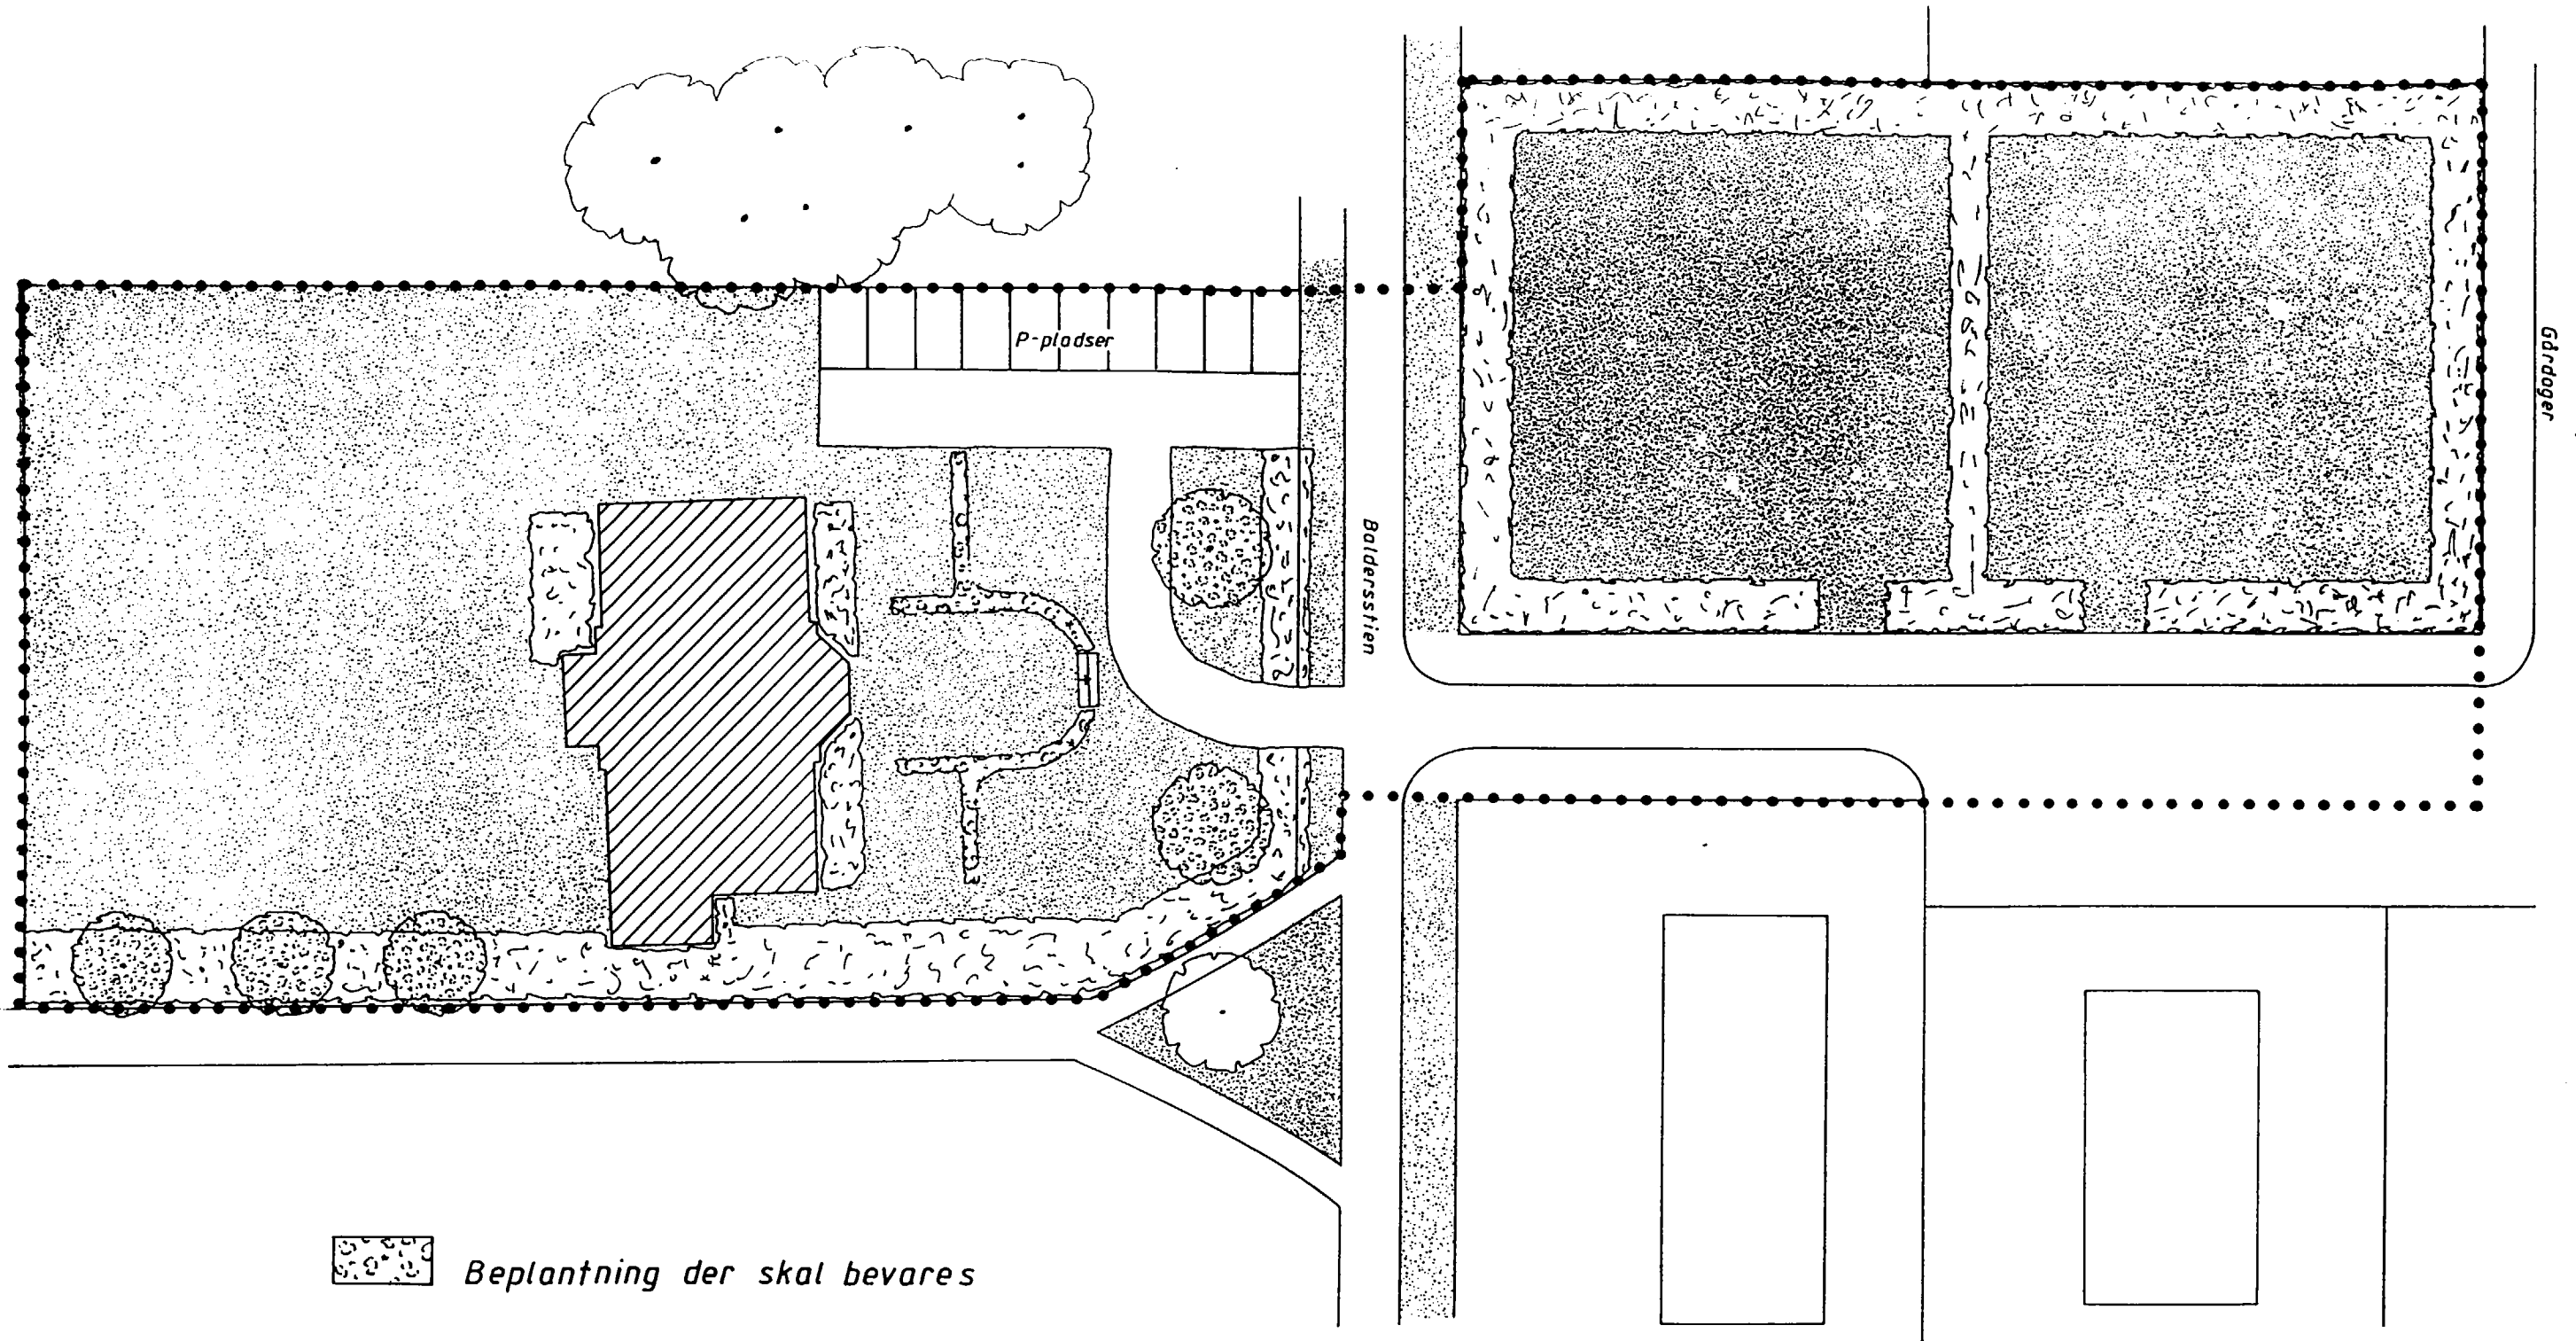 P-pladser
Baldersstien
Gårdager
Beplantning der skal bevares